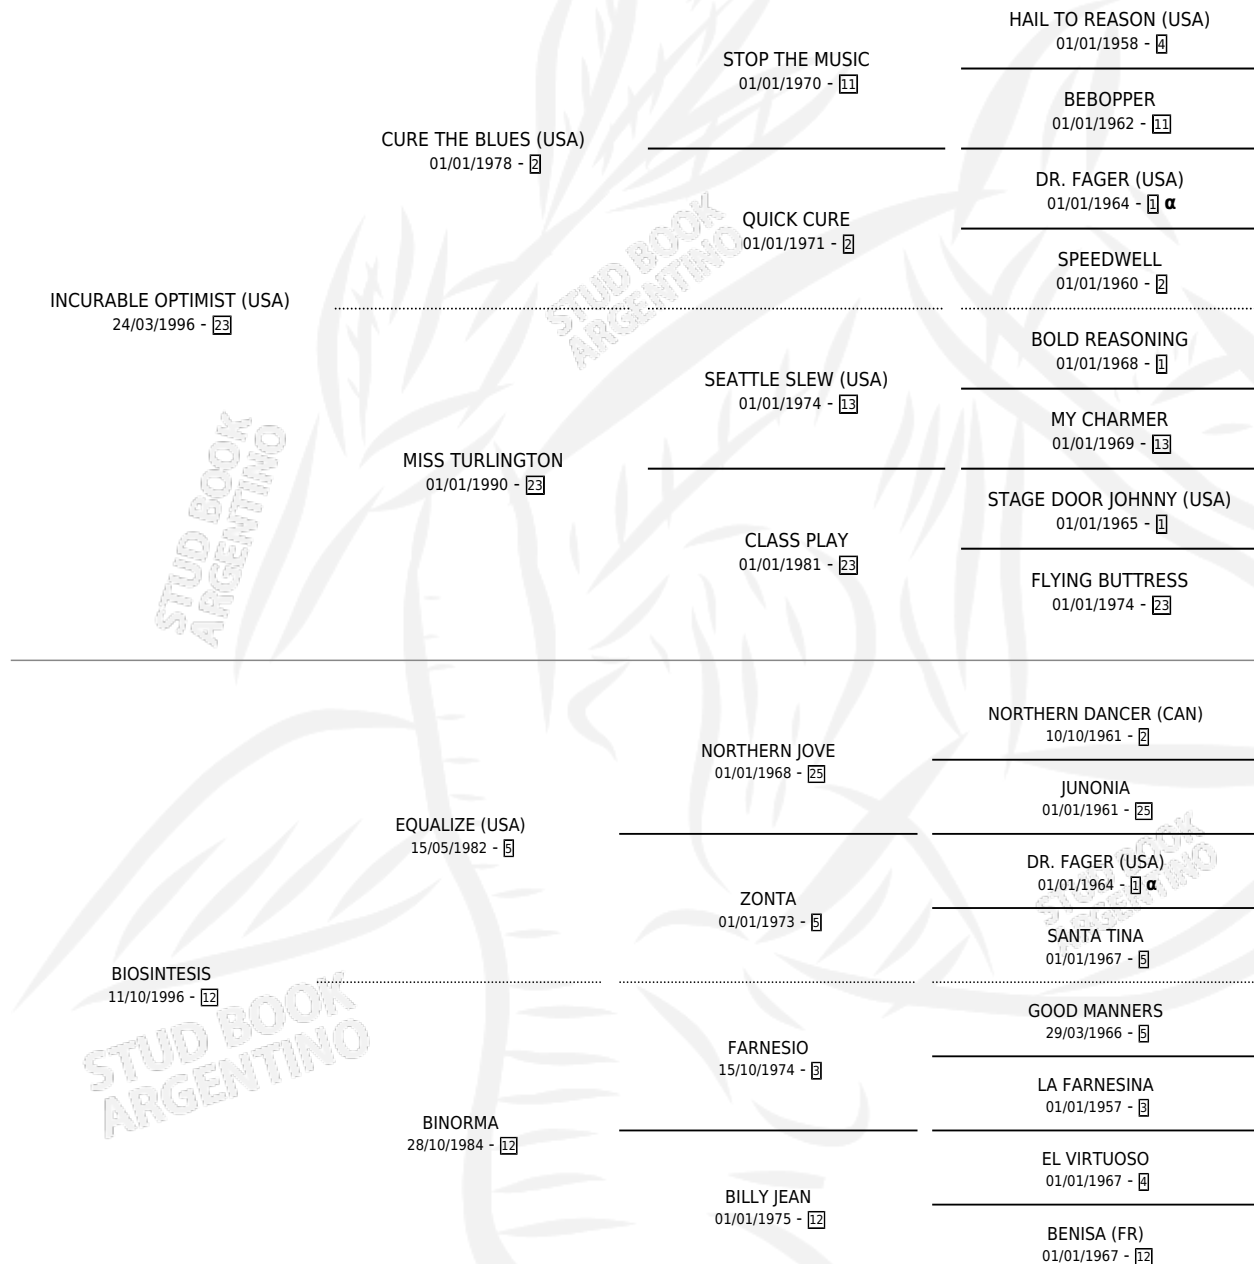 HAIL TO REASON (USA)
01/01/1958 - 4
STOP THE MUSIC
01/01/1970 - 11
BEBOPPER
01/01/1962 - 11
CURE THE BLUES (USA)
01/01/1978 - 2
DR. FAGER (USA)
01/01/1964 - 1 α
QUICK CURE
01/01/1971 - 2
SPEEDWELL
01/01/1960 - 2
INCURABLE OPTIMIST (USA)
24/03/1996 - 23
BOLD REASONING
01/01/1968 - 1
SEATTLE SLEW (USA)
01/01/1974 - 13
MY CHARMER
01/01/1969 - 13
MISS TURLINGTON
01/01/1990 - 23
STAGE DOOR JOHNNY (USA)
01/01/1965 - 1
CLASS PLAY
01/01/1981 - 23
FLYING BUTTRESS
01/01/1974 - 23
NORTHERN DANCER (CAN)
10/10/1961 - 2
NORTHERN JOVE
01/01/1968 - 25
JUNONIA
01/01/1961 - 25
EQUALIZE (USA)
15/05/1982 - 5
DR. FAGER (USA)
01/01/1964 - 1 α
ZONTA
01/01/1973 - 5
SANTA TINA
01/01/1967 - 5
BIOSINTESIS
11/10/1996 - 12
GOOD MANNERS
29/03/1966 - 5
FARNESIO
15/10/1974 - 3
LA FARNESINA
01/01/1957 - 3
BINORMA
28/10/1984 - 12
EL VIRTUOSO
01/01/1967 - 4
BILLY JEAN
01/01/1975 - 12
BENISA (FR)
01/01/1967 - 12
STUD BOOK
ARGENTINO
STUD BOOK
ARGENTINO
STUD BOOK
ARGENTINO
STUD BOOK
ARGENTINO